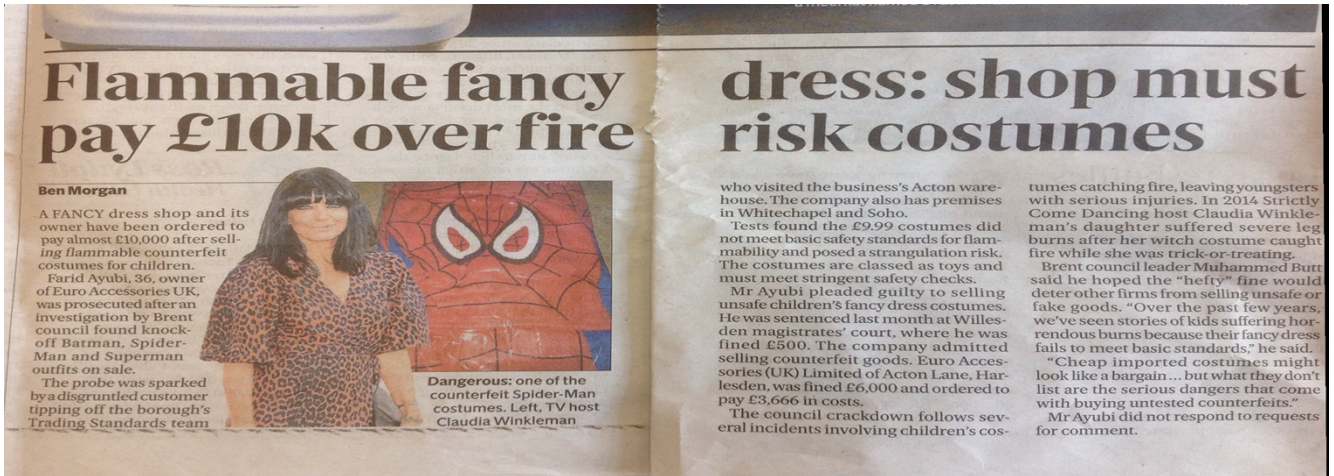 Flammable fancy dress: shop must
pay £10k over fire risk costumes
Ben Morgan
A FANCY dress shop and its
owner have been ordered to
pay almost £10,000 after sell-
ing flammable counterfeit
costumes for children.
Farid Ayubi, 36, owner
of Euro Accessories UK,
was prosecuted after an
investigation by Brent
council found knock-
off Batman, Spider-
Man and Superman
outfits on sale.
The probe was sparked
by a disgruntled customer
tipping off the borough's
Trading Standards team
Dangerous: one of the
counterfeit Spider-Man
costumes. Left, TV host
Claudia Winkleman
who visited the business's Acton ware-
house. The company also has premises
in Whitechapel and Soho.
Tests found the £9.99 costumes did
not meet basic safety standards for flam-
mability and posed a strangulation risk.
The costumes are classed as toys and
must meet stringent safety checks.
Mr Ayubi pleaded guilty to selling
unsafe children's fancy dress costumes.
He was sentenced last month at Willes-
den magistrates' court, where he was
fined £500. The company admitted
selling counterfeit goods. Euro Acces-
sories (UK) Limited of Acton Lane, Har-
lesden, was fined £6,000 and ordered to
pay £3,666 in costs.
The council crackdown follows sev-
eral incidents involving children's cos-
tumes catching fire, leaving youngsters
with serious injuries. In 2014 Strictly
Come Dancing host Claudia Winkle-
man's daughter suffered severe leg
burns after her witch costume caught
fire while she was trick-or-treating.
Brent council leader Muhammed Butt
said he hoped the "hefty" fine would
deter other firms from selling unsafe or
fake goods. "Over the past few years,
we've seen stories of kids suffering hor-
rendous burns because their fancy dress
fails to meet basic standards," he said.
"Cheap imported costumes might
look like a bargain... but what they don't
list are the serious dangers that come
with buying untested counterfeits."
Mr Ayubi did not respond to requests
for comment.